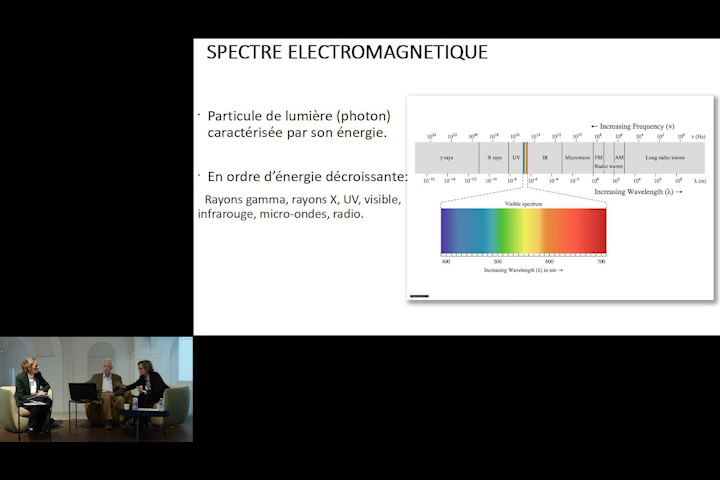 SPECTRE ELECTROMAGNETIQUE
· Particule de lumière (photon)
caractérisée par son énergie.
· En ordre d’énergie décroissante:
Rayons gamma, rayons X, UV, visible,
infrarouge, micro-ondes, radio.
← Increasing Frequency (ν)
ν (Hz)
γ rays X rays UV IR Microwave FM AM Long radio waves
Radio waves
λ (m)
Increasing Wavelength (λ) →
Visible spectrum
400 500 600 700
Increasing Wavelength (λ) in nm →